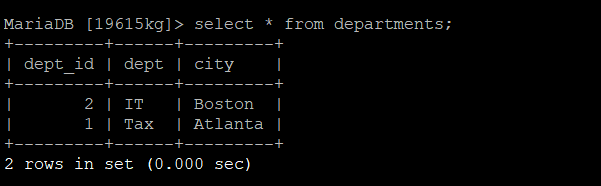 MariaDB [19615kg]> select * from departments;
+---------+------+---------+
| dept_id | dept | city    |
+---------+------+---------+
|       2 | IT   | Boston  |
|       1 | Tax  | Atlanta |
+---------+------+---------+
2 rows in set (0.000 sec)